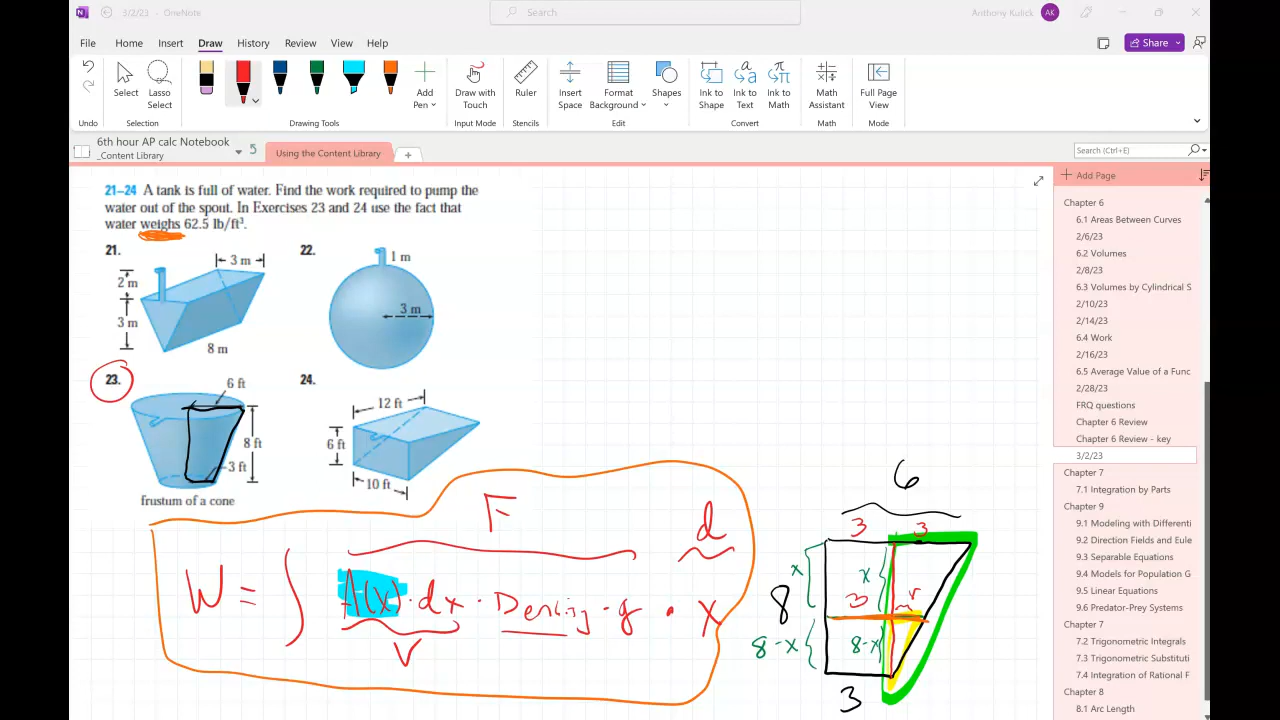 3/2/23 - OneNote
Search
Anthony Kulick AK
File Home Insert Draw View History Review View Help
Share
Undo
Select
Lasso Select
Add Pen
Draw with Touch
Ruler
Insert Space
Format Background
Shapes
Ink to Shape
Ink to Text
Ink to Math
Math Assistant
Full Page View
Selection
Drawing Tools
Input Mode
Stencils
Edit
Convert
Math
Mode
6th hour AP calc Notebook
_Content Library
5
Using the Content Library
+
Search (Ctrl+E)
21–24 A tank is full of water. Find the work required to pump the
water out of the spout. In Exercises 23 and 24 use the fact that
water weighs 62.5 lb/ft³.
21.
3 m
2 m
3 m
8 m
22.
1 m
3 m
23.
6 ft
8 ft
3 ft
frustum of a cone
24.
12 ft
6 ft
10 ft
F
d
W = ∫ A(x) · dx · Density · g · x
V
6
3 3
x x
8 3 r
8-x 8-x
3
Add Page
Chapter 6
6.1 Areas Between Curves
2/6/23
6.2 Volumes
2/8/23
6.3 Volumes by Cylindrical S
2/10/23
2/14/23
6.4 Work
2/16/23
6.5 Average Value of a Func
2/28/23
FRQ questions
Chapter 6 Review
Chapter 6 Review - key
3/2/23
Chapter 7
7.1 Integration by Parts
Chapter 9
9.1 Modeling with Differenti
9.2 Direction Fields and Eule
9.3 Separable Equations
9.4 Models for Population G
9.5 Linear Equations
9.6 Predator-Prey Systems
Chapter 7
7.2 Trigonometric Integrals
7.3 Trigonometric Substituti
7.4 Integration of Rational F
Chapter 8
8.1 Arc Length